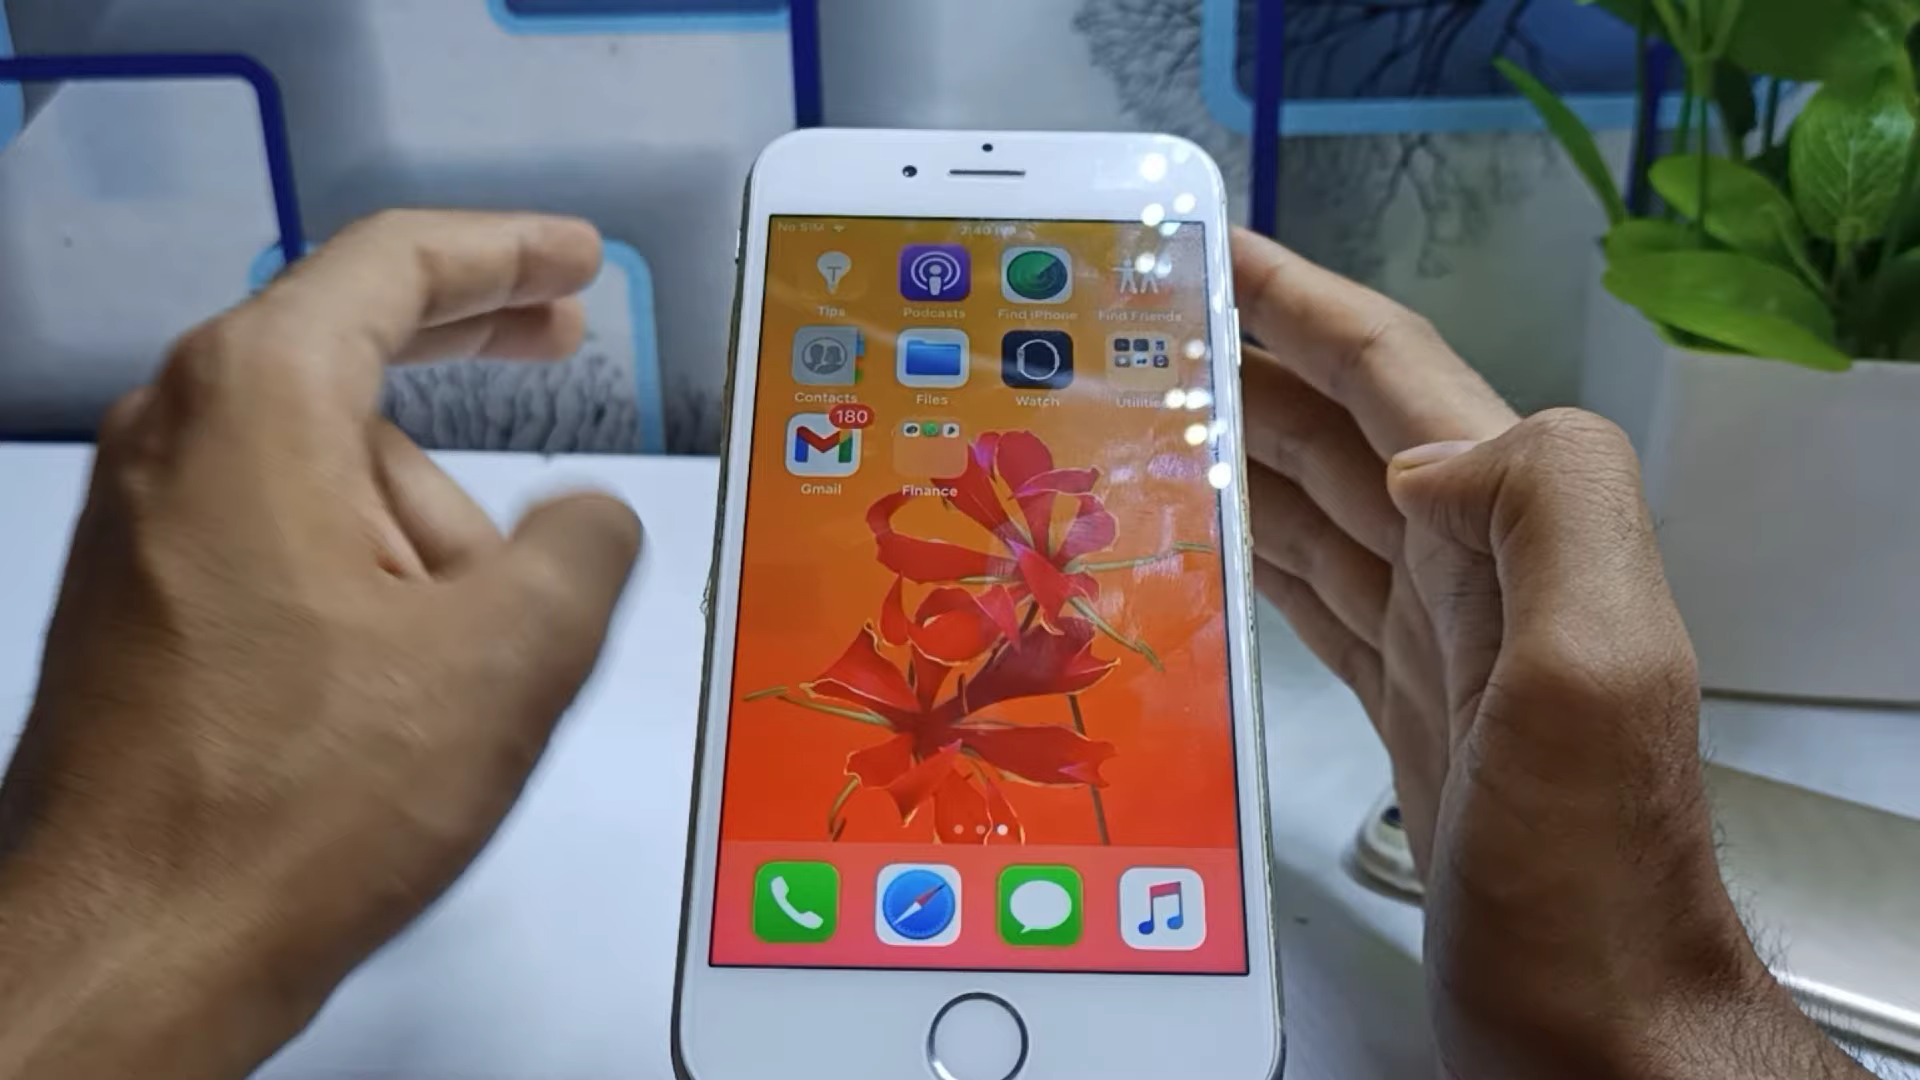 No SIM
Tips Podcasts Find iPhone Find Friends
Contacts Files Watch Utilities
180
Gmail Finance